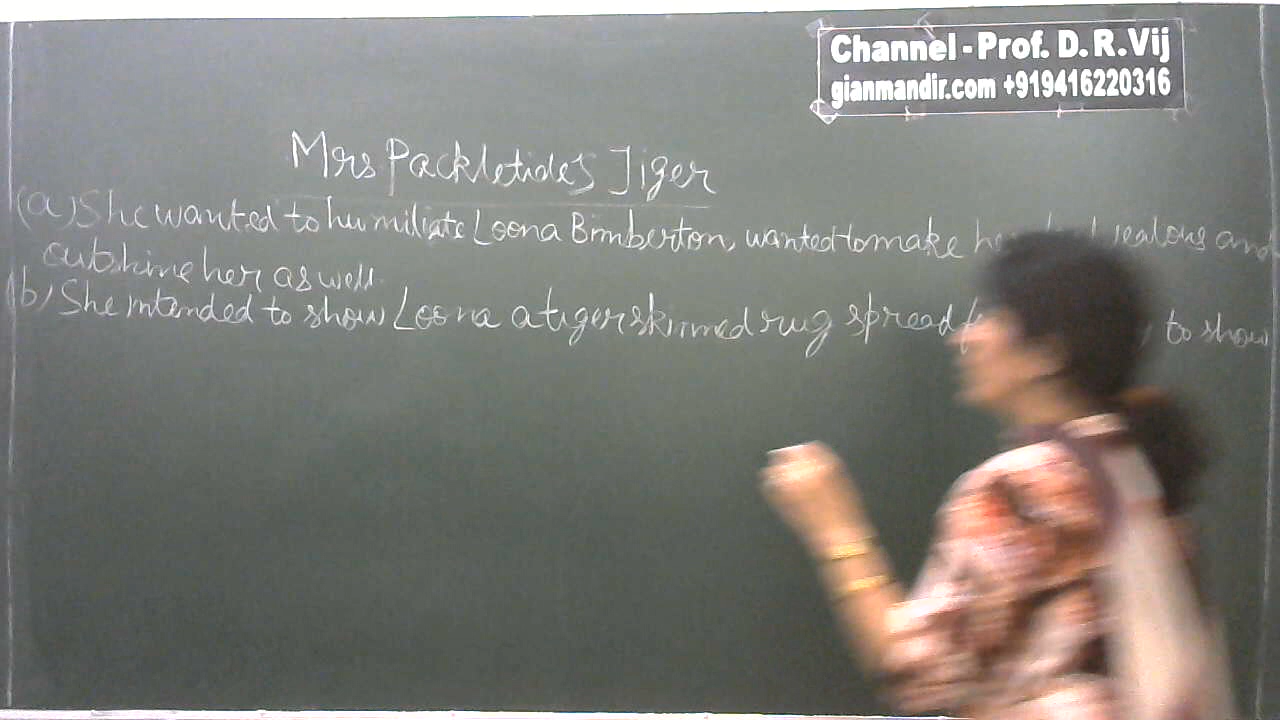 Channel - Prof. D. R. Vij
gianmandir.com +919416220316
Mrs Packletide's Tiger
(a) She wanted to humiliate Loona Bimberton, wanted to make jealous and
outshine her as well.
(b) She intended to show Loona a tiger skinned rug spread to show